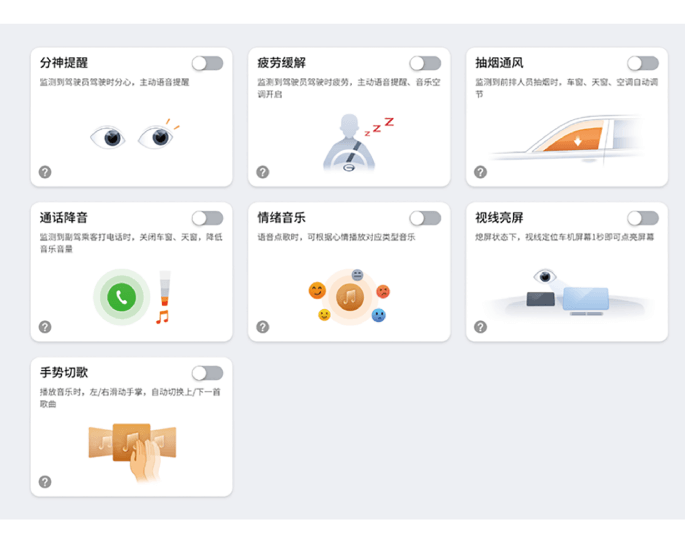 分神提醒
监测到驾驶员驾驶时分心，主动语音提醒
疲劳缓解
监测到驾驶员驾驶时疲劳，主动语音提醒、音乐空
调开启
抽烟通风
监测到前排人员抽烟时，车窗、天窗、空调自动调
节
通话降音
监测到副驾乘客打电话时，关闭车窗、天窗，降低
音乐音量
情绪音乐
语音点歌时，可根据心情播放对应类型音乐
视线亮屏
熄屏状态下，视线定位车机屏幕1秒即可点亮屏幕
手势切歌
播放音乐时，左/右滑动手掌，自动切换上/下一首
歌曲